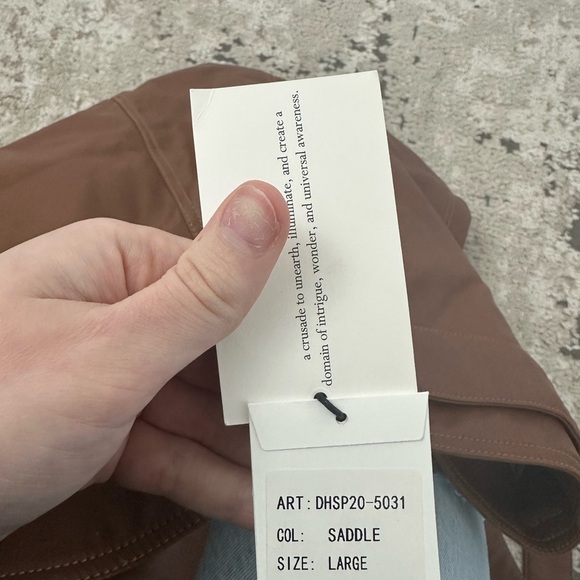 a crusade to unearth, illuminate, and create a
domain of intrigue, wonder, and universal awareness.
ART: DHSP20-5031
COL: SADDLE
SIZE: LARGE